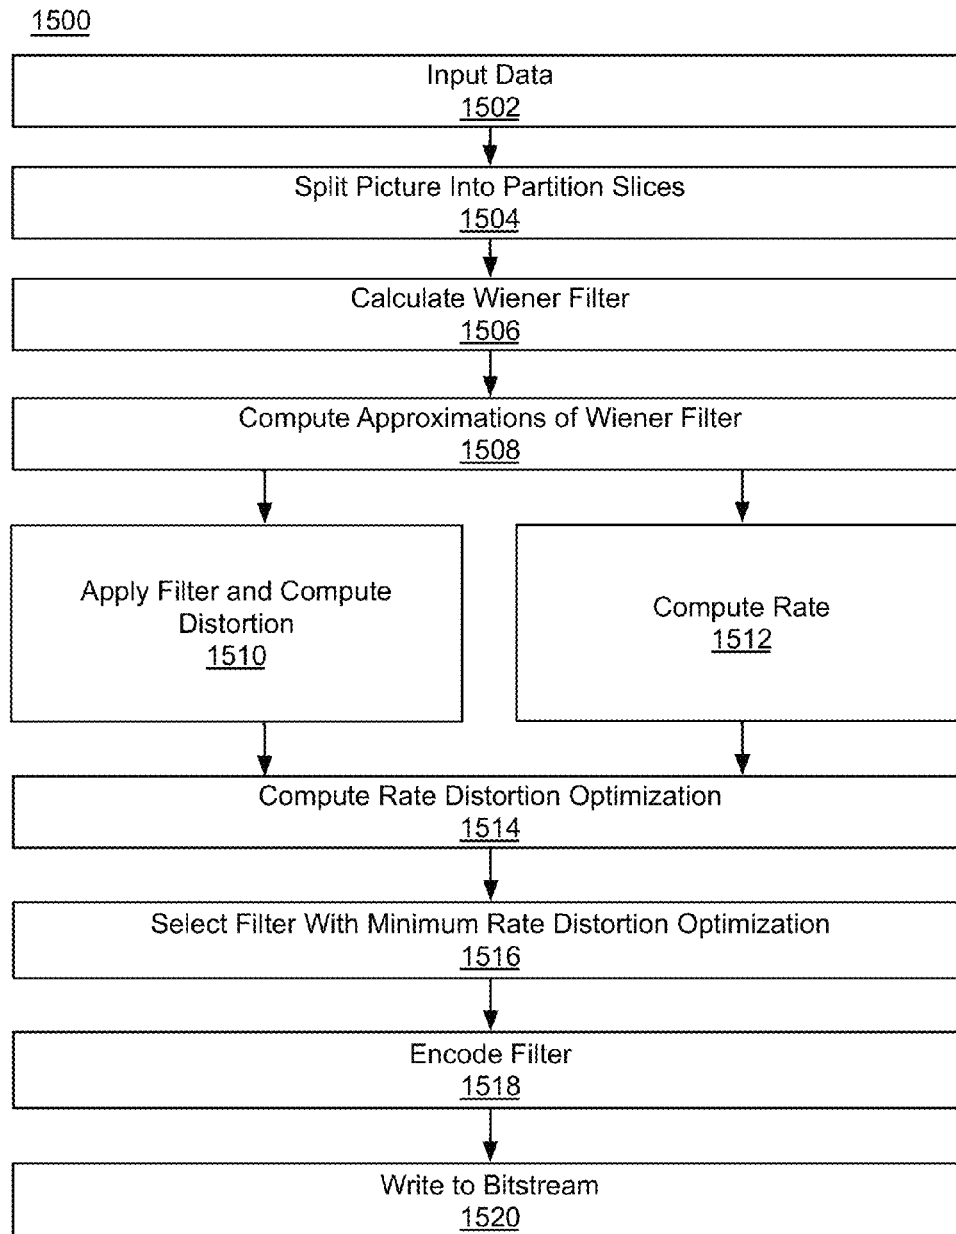 1500
Input Data
1502
Split Picture Into Partition Slices
1504
Calculate Wiener Filter
1506
Compute Approximations of Wiener Filter
1508
Apply Filter and Compute
Distortion
1510
Compute Rate
1512
Compute Rate Distortion Optimization
1514
Select Filter With Minimum Rate Distortion Optimization
1516
Encode Filter
1518
Write to Bitstream
1520